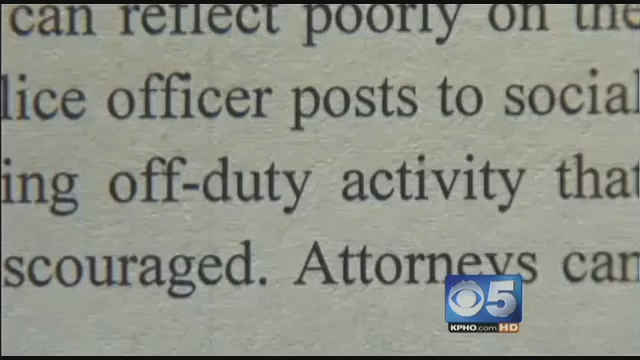 can reflect poorly on the
lice officer posts to social
ing off-duty activity that
scouraged. Attorneys can
5
KPHO.com HD